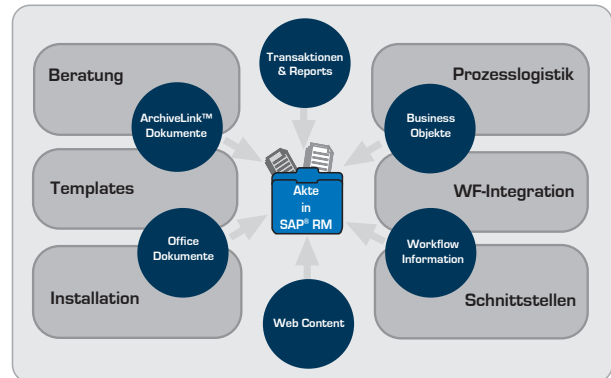 Transaktionen
& Reports
Beratung
Prozesslogistik
ArchiveLink™
Dokumente
Business
Objekte
Templates
Akte
in
SAP® RM
WF-Integration
Office
Dokumente
Workflow
Information
Installation
Schnittstellen
Web Content